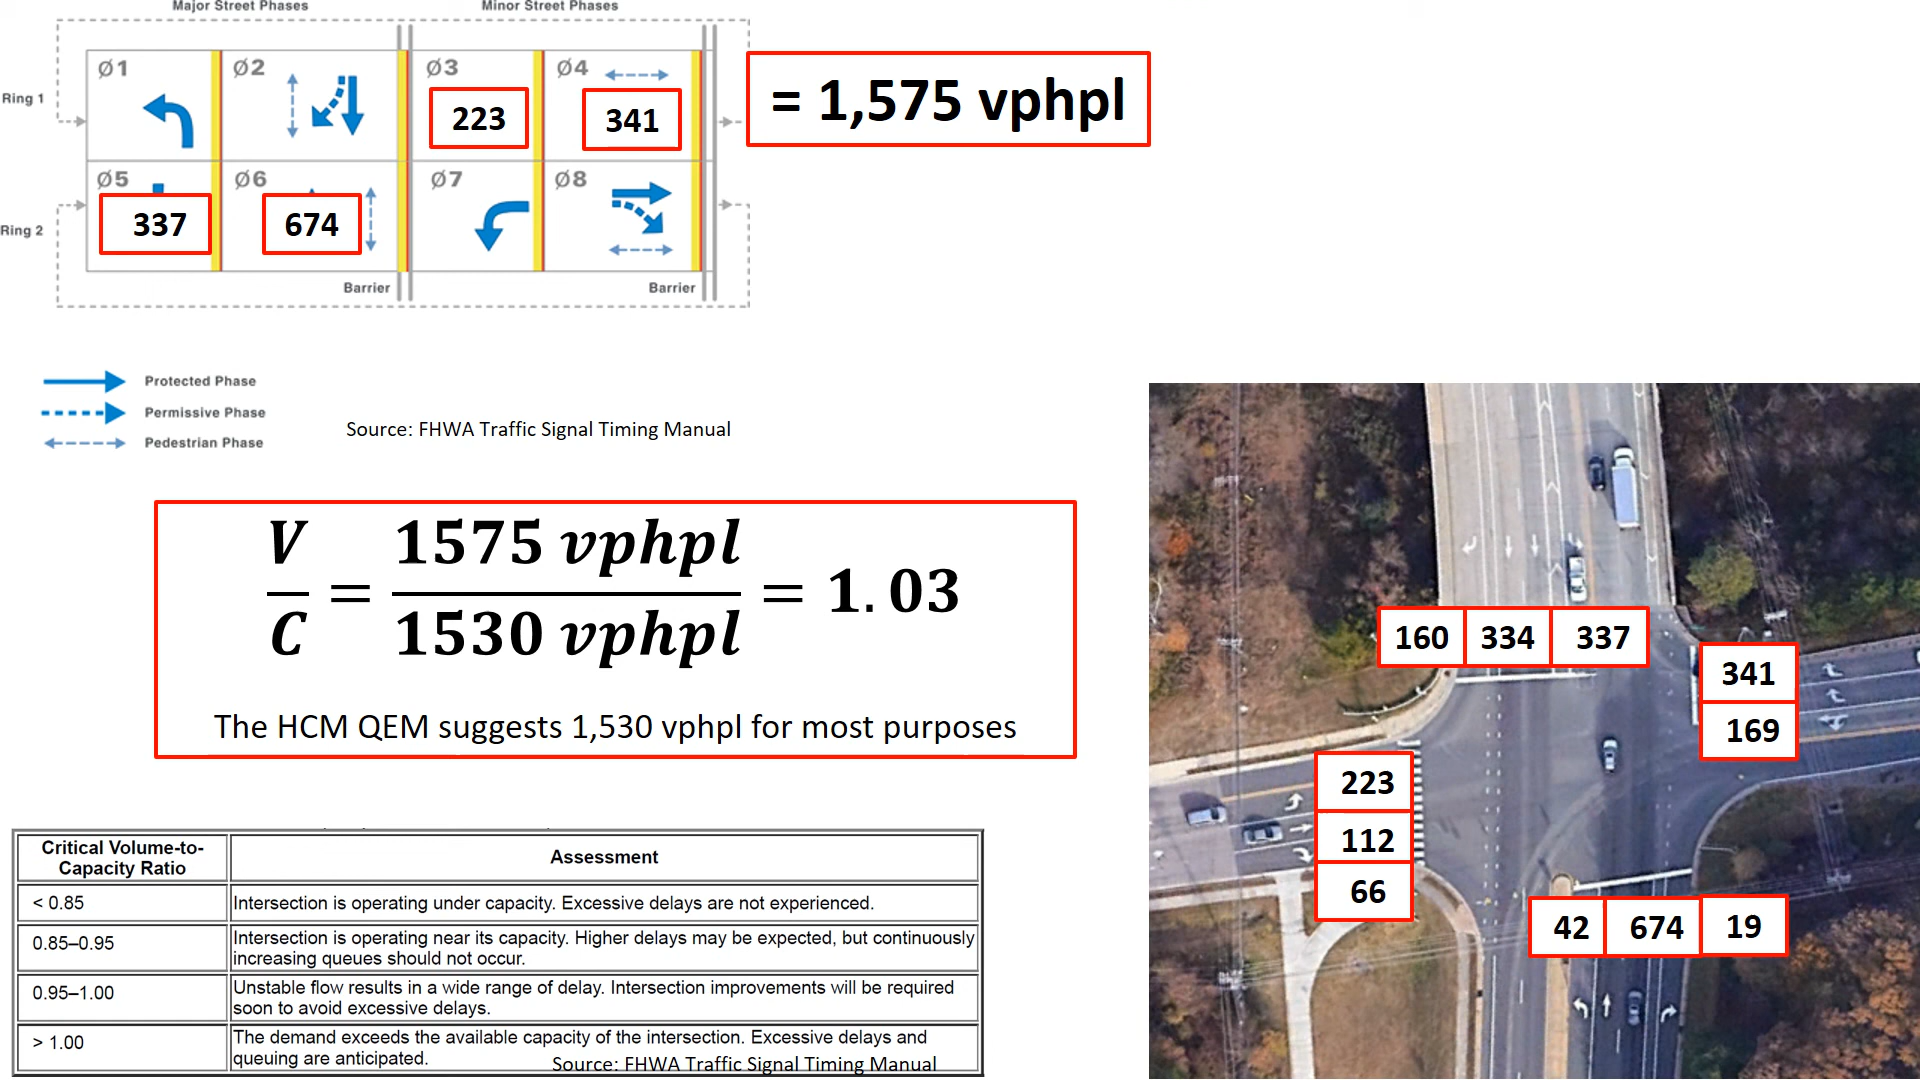 Major Street Phases
Minor Street Phases
Ø1
Ø2
Ø3
Ø4
Ring 1
223
341
= 1,575 vphpl
Ø5
Ø6
Ø7
Ø8
337
674
Ring 2
Barrier
Barrier
Protected Phase
Permissive Phase
Pedestrian Phase
Source: FHWA Traffic Signal Timing Manual
V/C = 1575 vphpl/1530 vphpl = 1.03
The HCM QEM suggests 1,530 vphpl for most purposes
160 334 337
341
169
223
112
66
42 674 19
Critical Volume-to-
Capacity Ratio
Assessment
< 0.85
Intersection is operating under capacity. Excessive delays are not experienced.
0.85–0.95
Intersection is operating near its capacity. Higher delays may be expected, but continuously
increasing queues should not occur.
0.95–1.00
Unstable flow results in a wide range of delay. Intersection improvements will be required
soon to avoid excessive delays.
> 1.00
The demand exceeds the available capacity of the intersection. Excessive delays and
queuing are anticipated.
Source: FHWA Traffic Signal Timing Manual